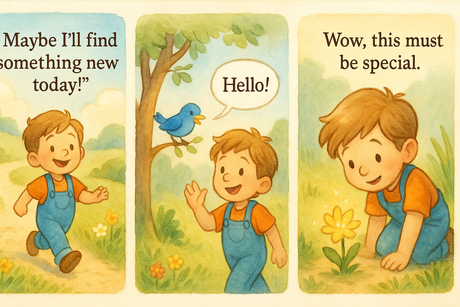 Maybe I'll find
something new
today!”
Hello!
Wow, this must
be special.